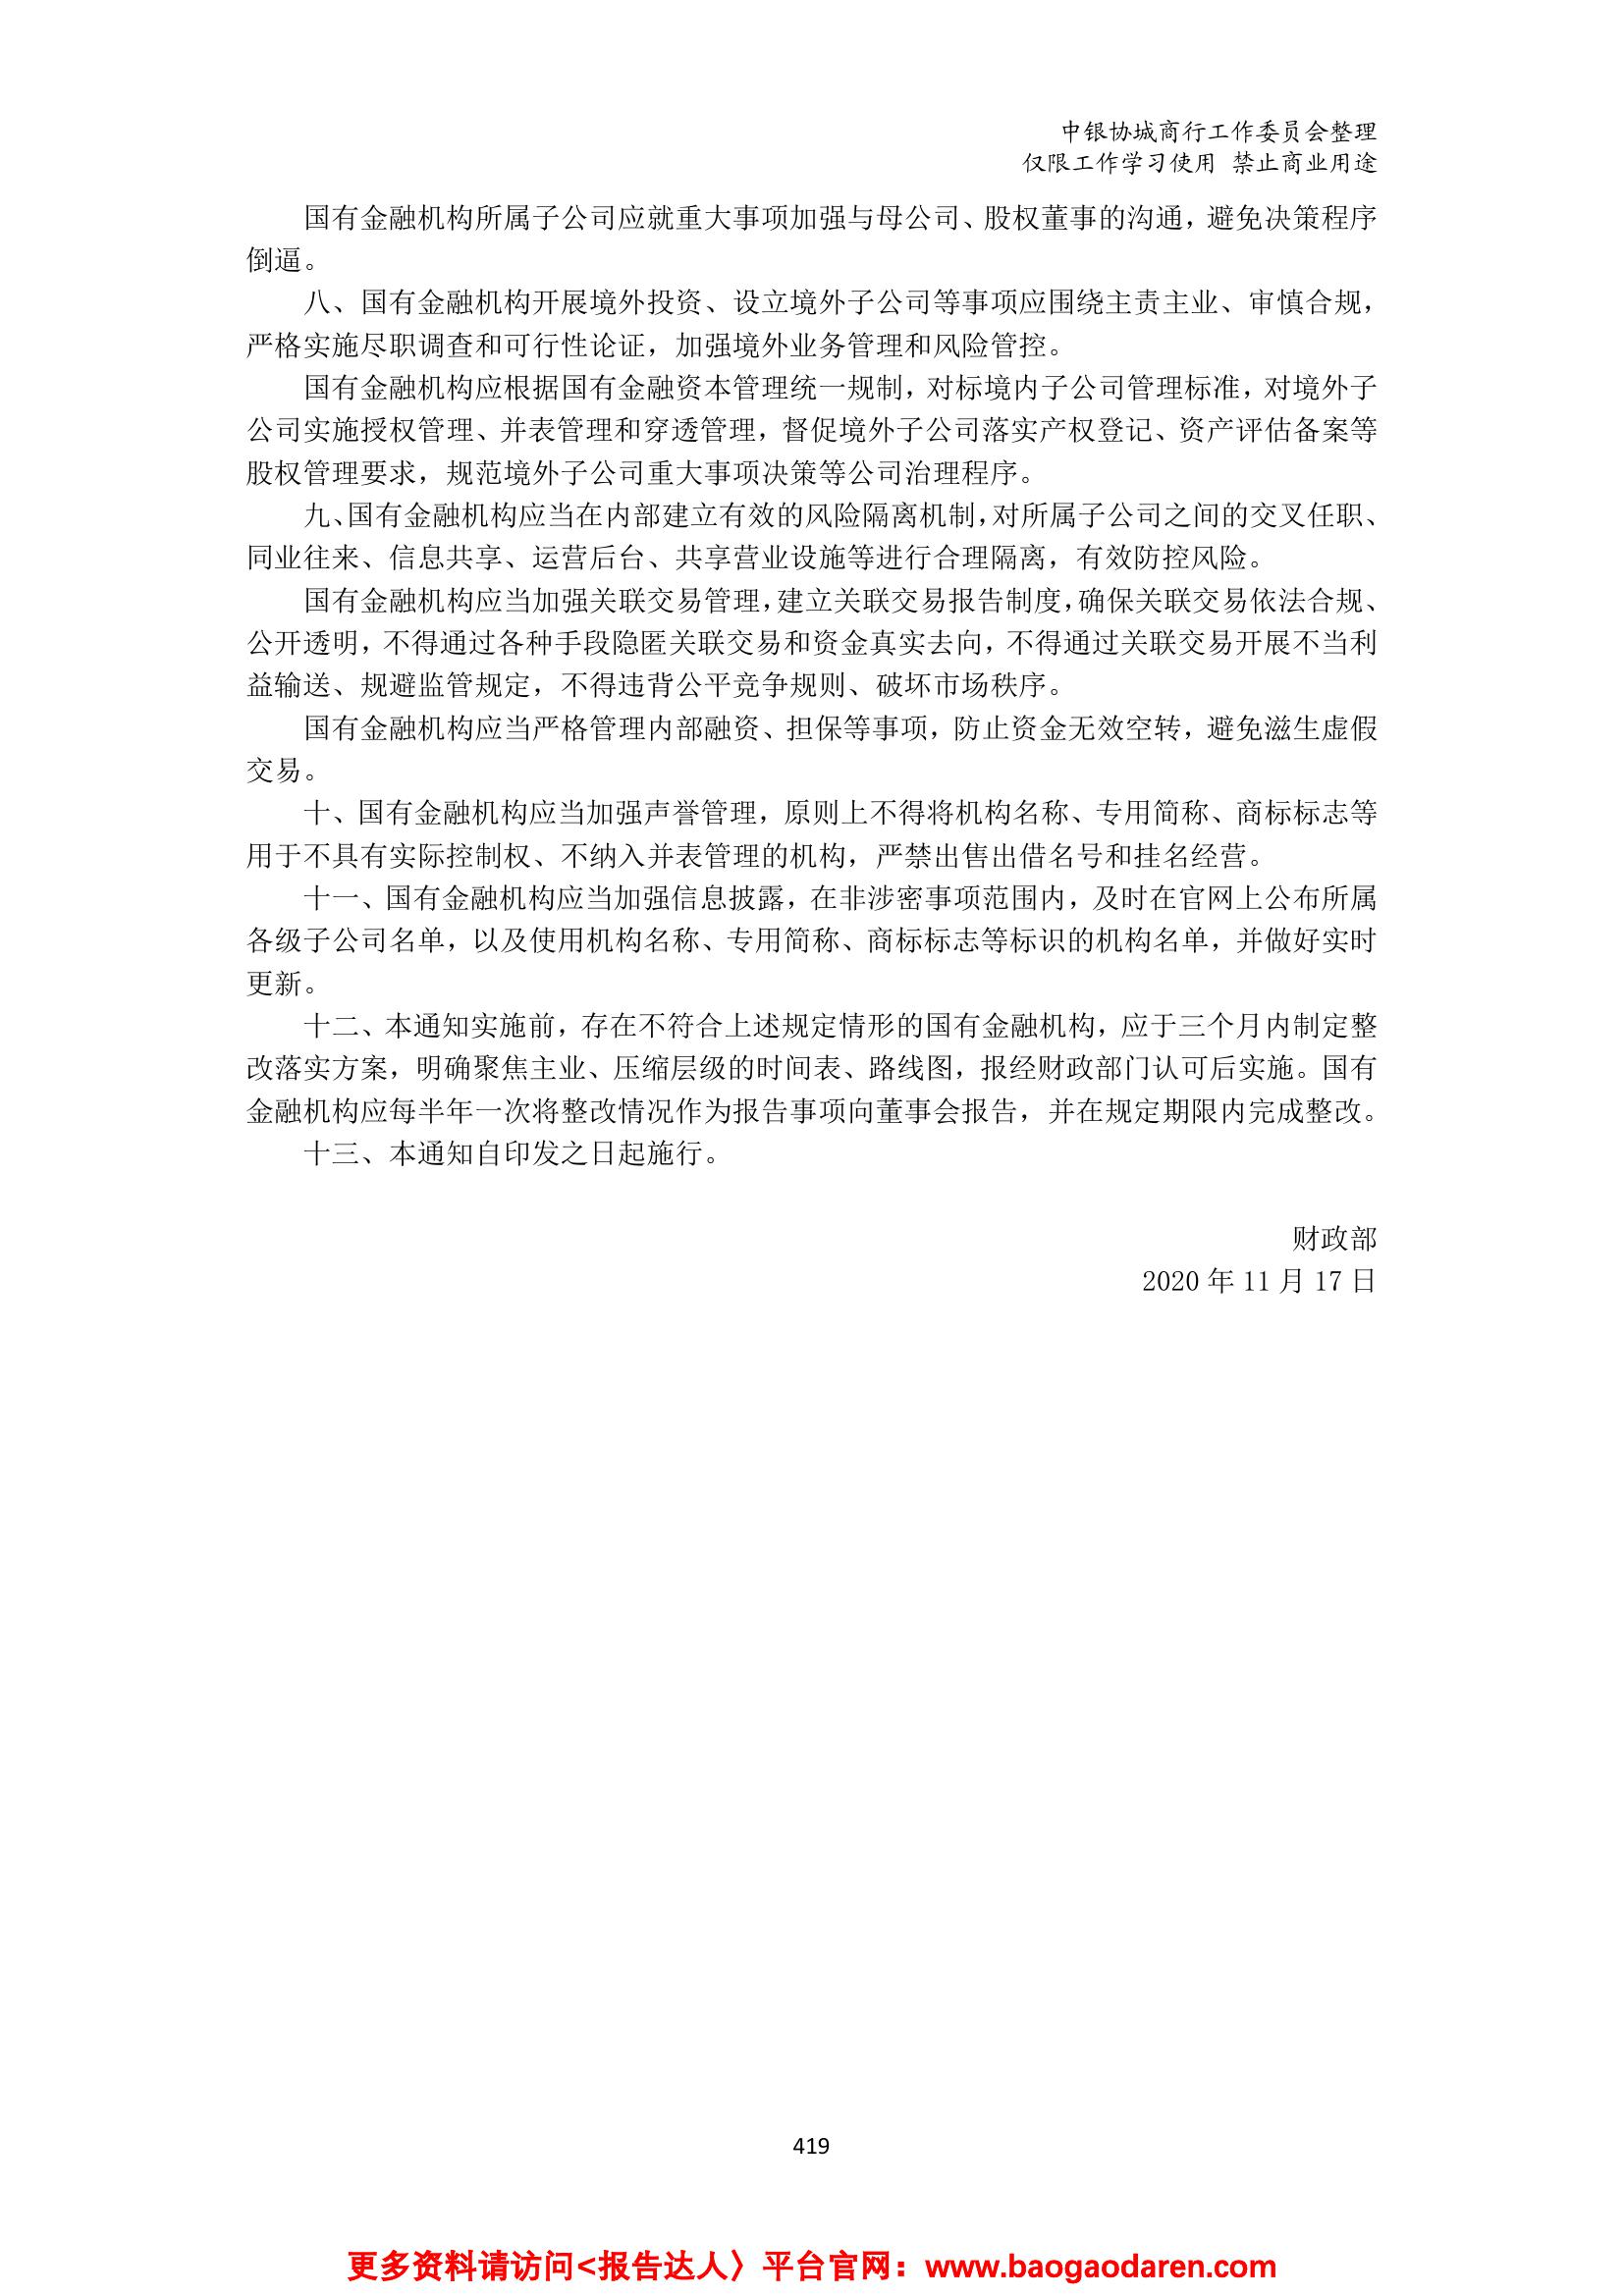 中银协城商行工作委员会整理
仅限工作学习使用 禁止商业用途
国有金融机构所属子公司应就重大事项加强与母公司、股权董事的沟通，避免决策程序
倒逼。
八、国有金融机构开展境外投资、设立境外子公司等事项应围绕主责主业、审慎合规，
严格实施尽职调查和可行性论证，加强境外业务管理和风险管控。
国有金融机构应根据国有金融资本管理统一规制，对标境内子公司管理标准，对境外子
公司实施授权管理、并表管理和穿透管理，督促境外子公司落实产权登记、资产评估备案等
股权管理要求，规范境外子公司重大事项决策等公司治理程序。
九、国有金融机构应当在内部建立有效的风险隔离机制，对所属子公司之间的交叉任职、
同业往来、信息共享、运营后台、共享营业设施等进行合理隔离，有效防控风险。
国有金融机构应当加强关联交易管理，建立关联交易报告制度，确保关联交易依法合规、
公开透明，不得通过各种手段隐匿关联交易和资金真实去向，不得通过关联交易开展不当利
益输送、规避监管规定，不得违背公平竞争规则、破坏市场秩序。
国有金融机构应当严格管理内部融资、担保等事项，防止资金无效空转，避免滋生虚假
交易。
十、国有金融机构应当加强声誉管理，原则上不得将机构名称、专用简称、商标标志等
用于不具有实际控制权、不纳入并表管理的机构，严禁出售出借名号和挂名经营。
十一、国有金融机构应当加强信息披露，在非涉密事项范围内，及时在官网上公布所属
各级子公司名单，以及使用机构名称、专用简称、商标标志等标识的机构名单，并做好实时
更新。
十二、本通知实施前，存在不符合上述规定情形的国有金融机构，应于三个月内制定整
改落实方案，明确聚焦主业、压缩层级的时间表、路线图，报经财政部门认可后实施。国有
金融机构应每半年一次将整改情况作为报告事项向董事会报告，并在规定期限内完成整改。
十三、本通知自印发之日起施行。
财政部
2020 年 11 月 17 日
419
更多资料请访问<报告达人〉平台官网：www.baogaodaren.com